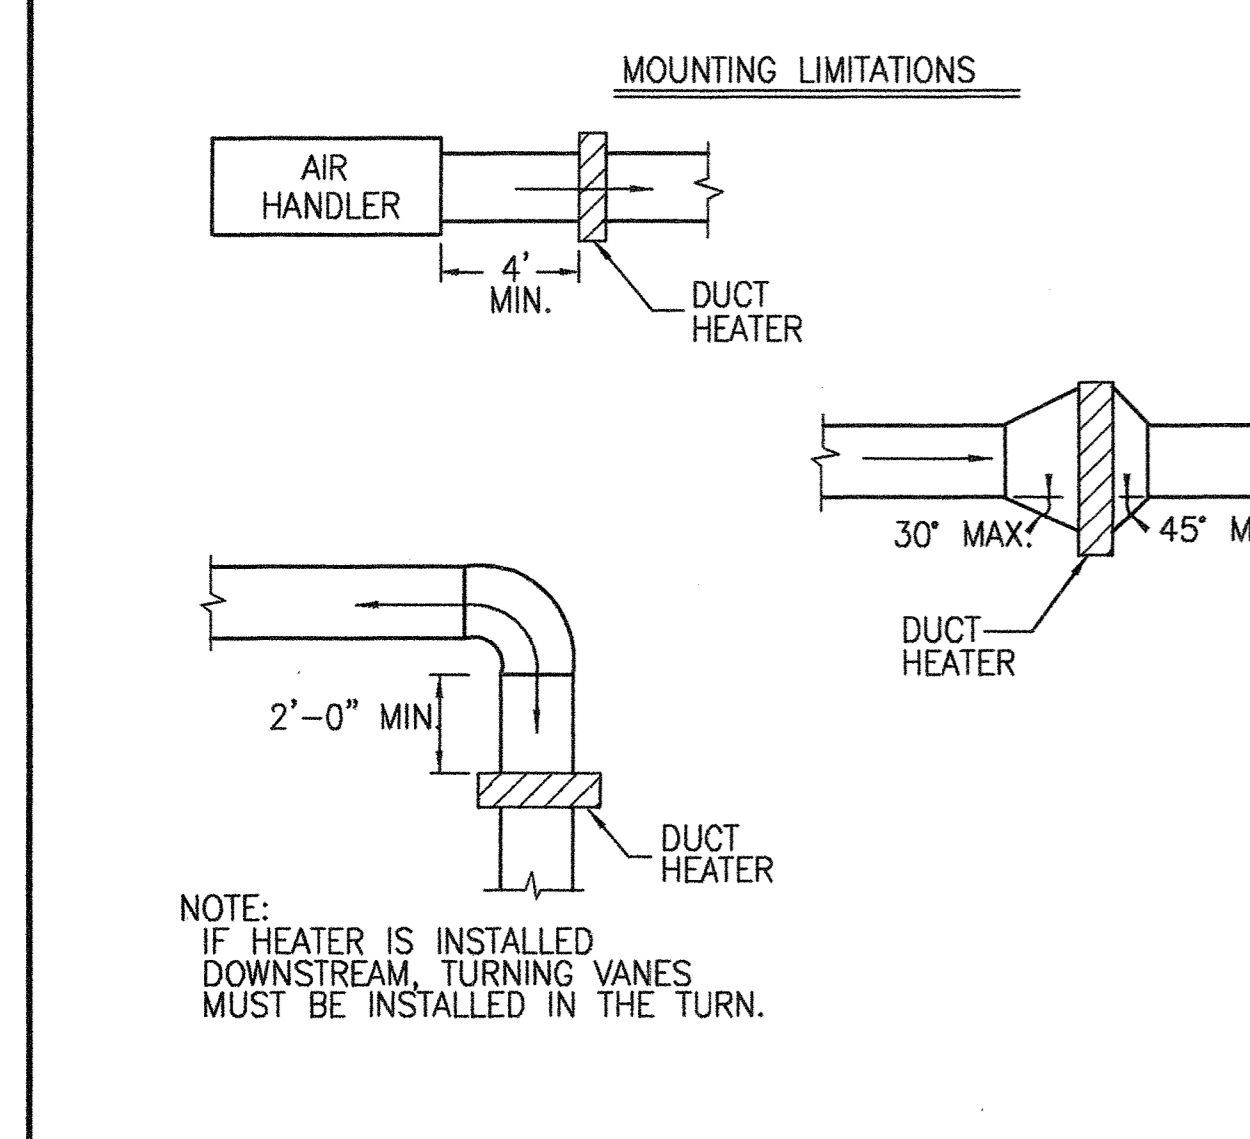 MOUNTING LIMITATIONS
AIR
HANDLER
4'
MIN.
DUCT
HEATER
30° MAX.
45° M
DUCT
HEATER
2'-0" MIN.
DUCT
HEATER
NOTE:
IF HEATER IS INSTALLED
DOWNSTREAM, TURNING VANES
MUST BE INSTALLED IN THE TURN.